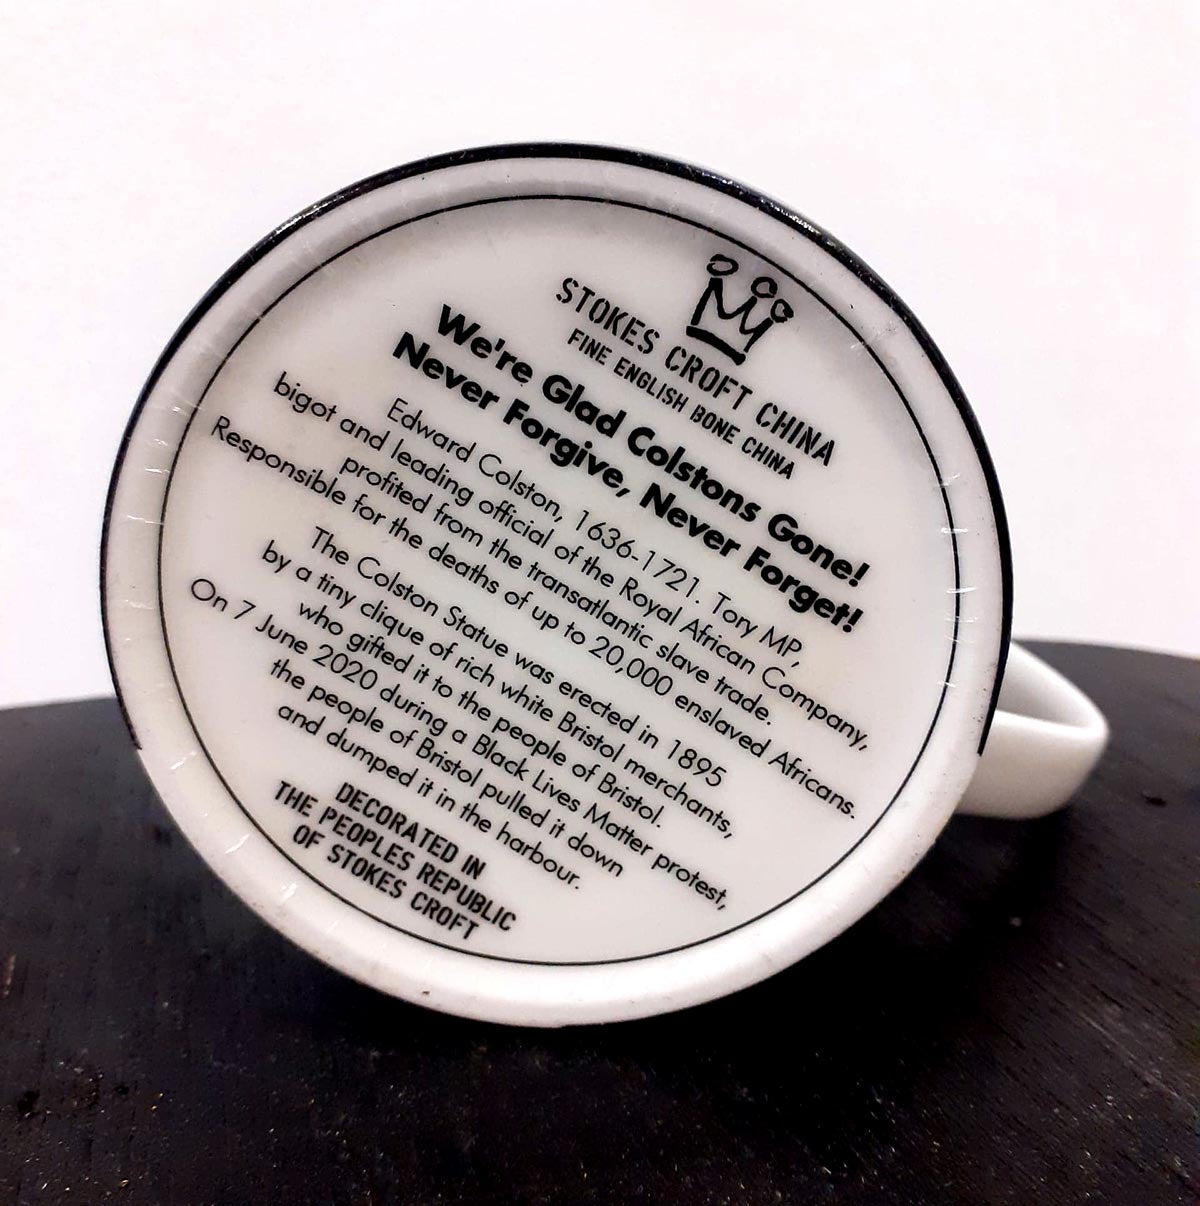 STOKES CROFT CHINA
FINE ENGLISH BONE CHINA
We're Glad Colstons Gone!
Never Forgive, Never Forget!
Edward Colston, 1636-1721. Tory MP,
bigot and leading official of the Royal African Company,
profited from the transatlantic slave trade.
Responsible for the deaths of up to 20,000 enslaved Africans.
The Colston Statue was erected in 1895
by a tiny clique of rich white Bristol merchants,
who gifted it to the people of Bristol.
On 7 June 2020 during a Black Lives Matter protest,
the people of Bristol pulled it down
and dumped it in the harbour.
DECORATED IN
THE PEOPLES REPUBLIC
OF STOKES CROFT